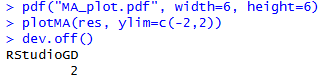 > pdf("MA_plot.pdf", width=6, height=6)
> plotMA(res, ylim=c(-2,2))
> dev.off()
RStudioGD
2